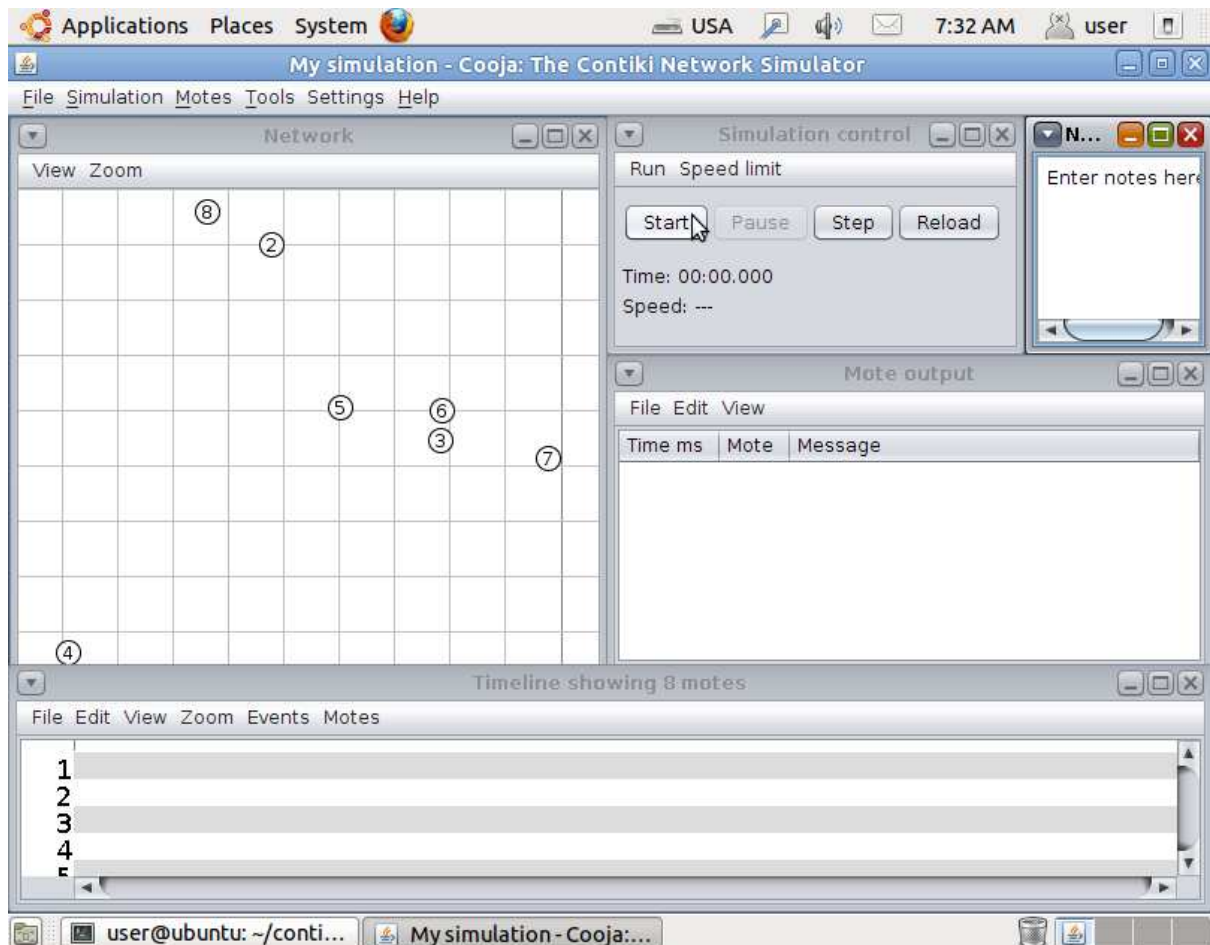 Applications Places System USA 7:32 AM user
My simulation - Cooja: The Contiki Network Simulator
File Simulation Motes Tools Settings Help
Network
View Zoom
8
2
5
6
3
7
4
Simulation control
Run Speed limit
Start Pause Step Reload
Time: 00:00.000
Speed: ---
N...
Enter notes here
Mote output
File Edit View
Time ms Mote Message
Timeline showing 8 motes
File Edit View Zoom Events Motes
1
2
3
4
5
user@ubuntu: ~/conti... My simulation - Cooja:...